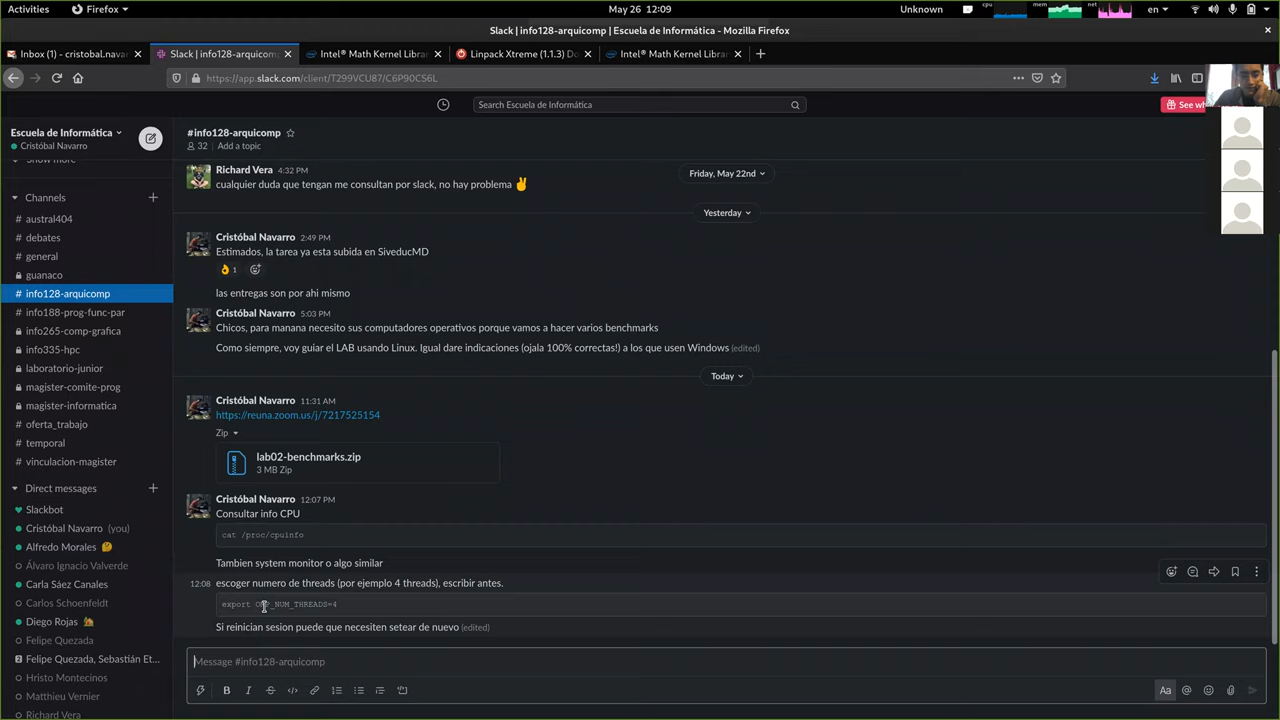 Activities
Firefox
May 26 12:09
Unknown
cpu
mem
net
en
Slack | info128-arquicomp | Escuela de Informática - Mozilla Firefox
Inbox (1) - cristobal.navar
Slack | info128-arquicomp
Intel® Math Kernel Librar
Linpack Xtreme (1.1.3) Do
Intel® Math Kernel Librar
https://app.slack.com/client/T299VCU87/C6P90CS6L
Search Escuela de Informática
See wh
Escuela de Informática
Cristóbal Navarro
Show more
Channels
# austral404
# debates
# general
guanaco
# info128-arquicomp
# info188-prog-func-par
# info265-comp-grafica
info335-hpc
laboratorio-junior
magister-comite-prog
magister-informatica
# oferta_trabajo
# temporal
# vinculacion-magister
Direct messages
Slackbot
Cristóbal Navarro (you)
Alfredo Morales
Álvaro Ignacio Valverde
Carla Sáez Canales
Carlos Schoenfeldt
Diego Rojas
Felipe Quezada
2 Felipe Quezada, Sebastián Et...
Hristo Montecinos
Matthieu Vernier
Richard Vera
#info128-arquicomp
32 Add a topic
Richard Vera 4:32 PM
Friday, May 22nd
cualquier duda que tengan me consultan por slack, no hay problema ✌
Yesterday
Cristóbal Navarro 2:49 PM
Estimados, la tarea ya esta subida en SiveducMD
👌 1
las entregas son por ahi mismo
Cristóbal Navarro 5:03 PM
Chicos, para manana necesito sus computadores operativos porque vamos a hacer varios benchmarks
Como siempre, voy guiar el LAB usando Linux. Igual dare indicaciones (ojala 100% correctas!) a los que usen Windows (edited)
Today
Cristóbal Navarro 11:31 AM
https://reuna.zoom.us/j/7217525154
Zip
lab02-benchmarks.zip
3 MB Zip
Cristóbal Navarro 12:07 PM
Consultar info CPU
cat /proc/cpuinfo
Tambien system monitor o algo similar
12:08 escoger numero de threads (por ejemplo 4 threads), escribir antes.
export OMP_NUM_THREADS=4
Si reinician sesion puede que necesiten setear de nuevo (edited)
Message #info128-arquicomp
B I S
Aa